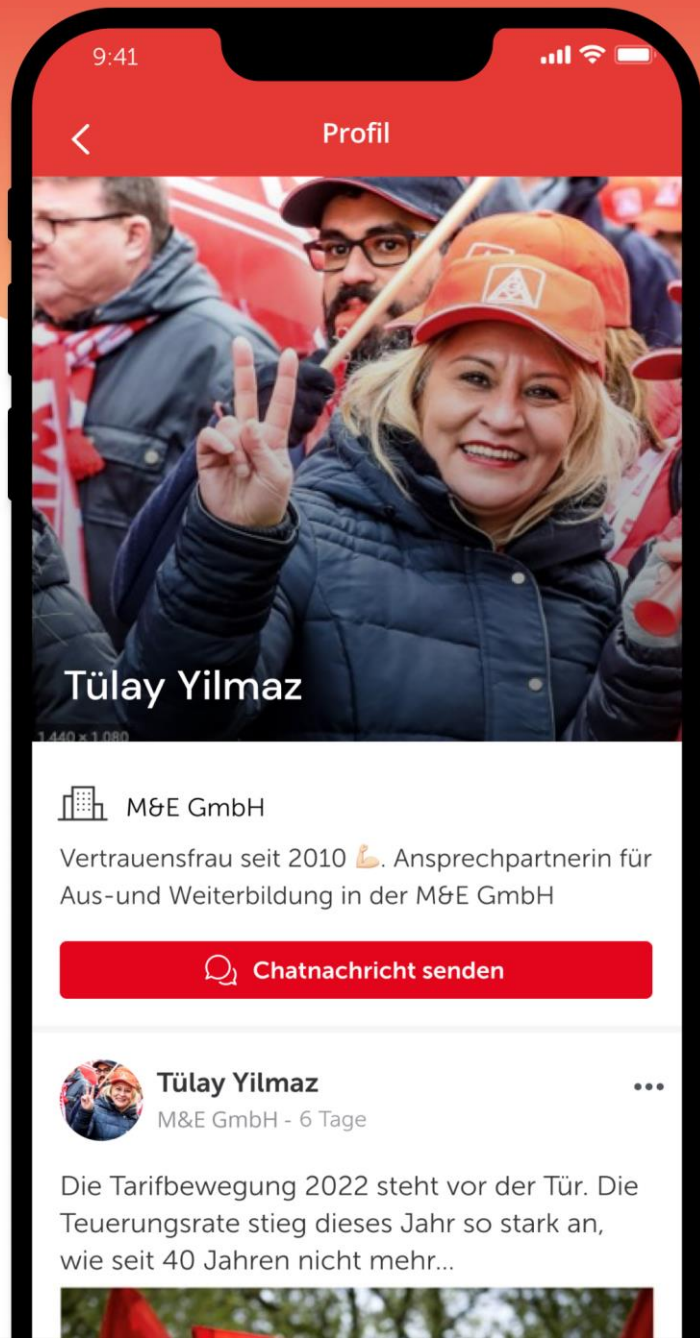 9:41
Profil
Tülay Yilmaz
1.440 × 1.080
M&E GmbH
Vertrauensfrau seit 2010 💪🏻. Ansprechpartnerin für
Aus-und Weiterbildung in der M&E GmbH
Chatnachricht senden
Tülay Yilmaz
M&E GmbH - 6 Tage
Die Tarifbewegung 2022 steht vor der Tür. Die
Teuerungsrate stieg dieses Jahr so stark an,
wie seit 40 Jahren nicht mehr...